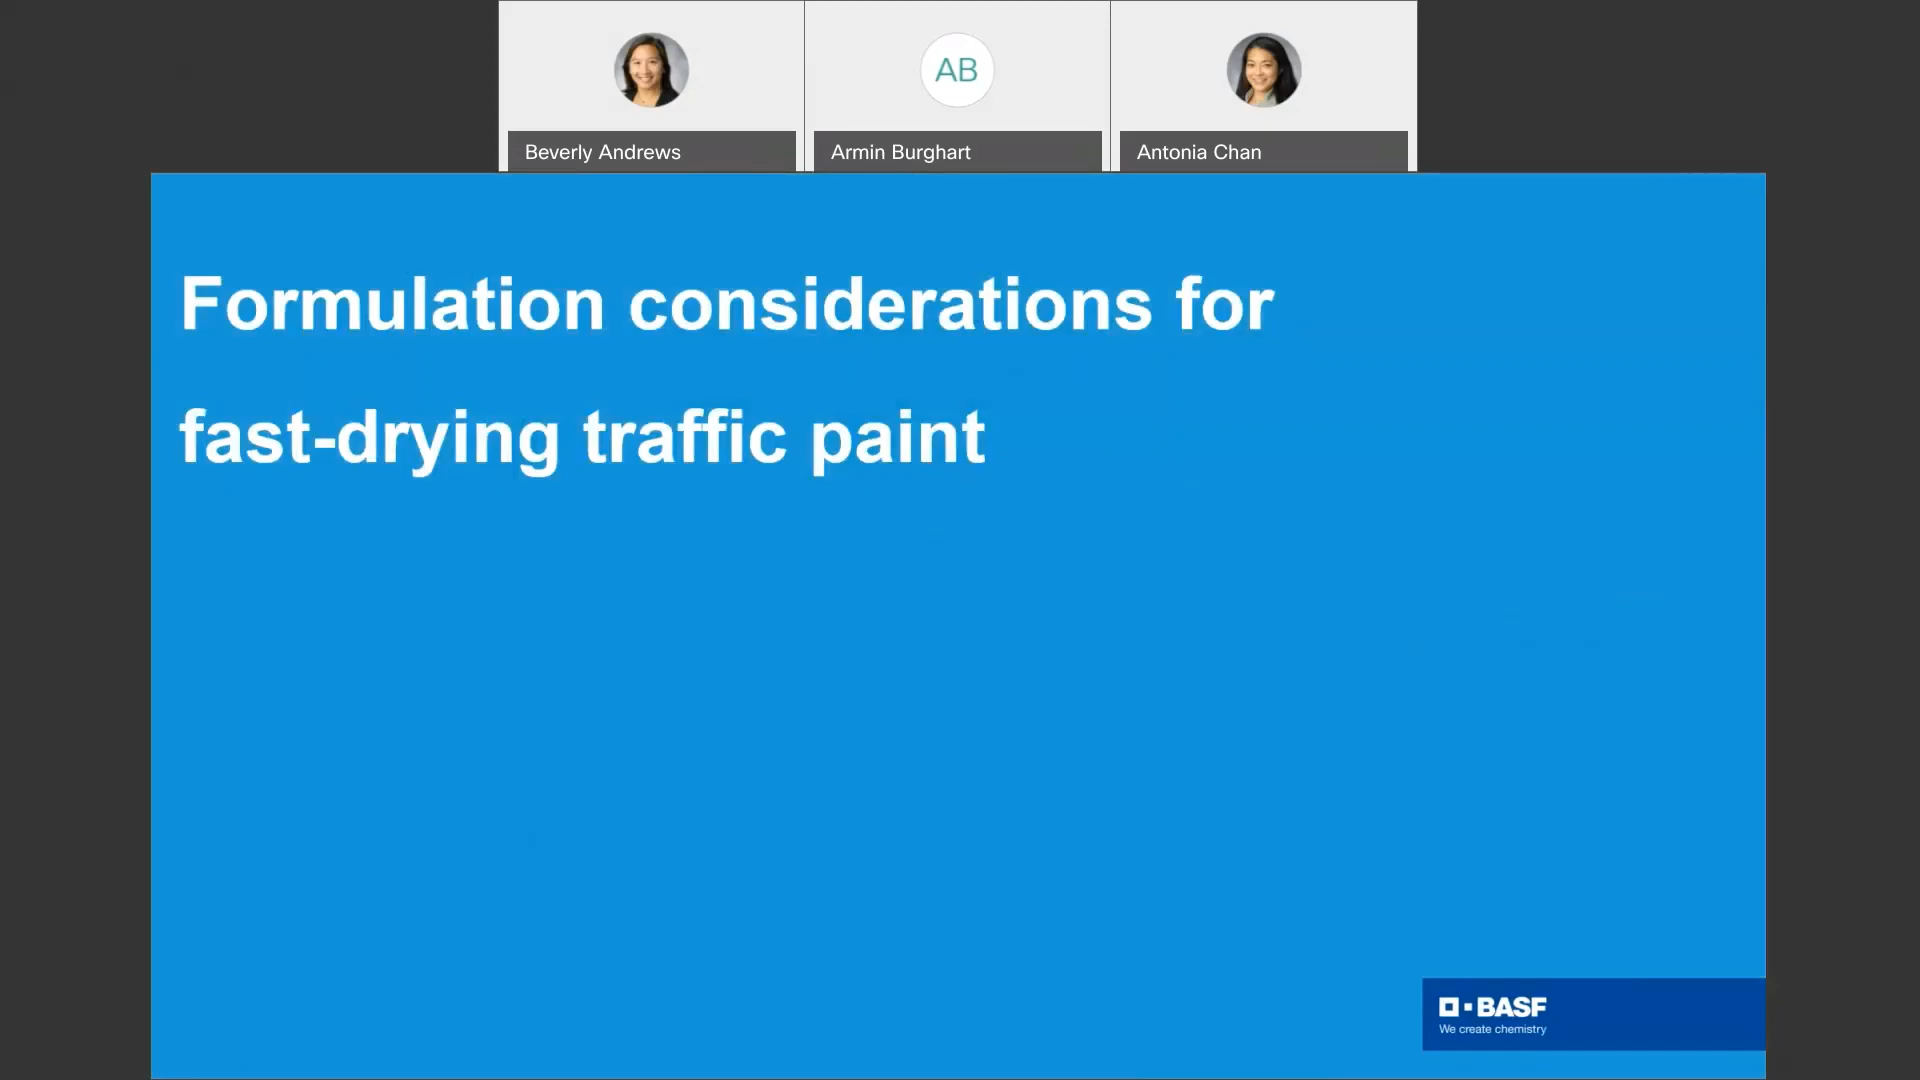 Beverly Andrews
AB
Armin Burghart
Antonia Chan
Formulation considerations for
fast-drying traffic paint
BASF
We create chemistry